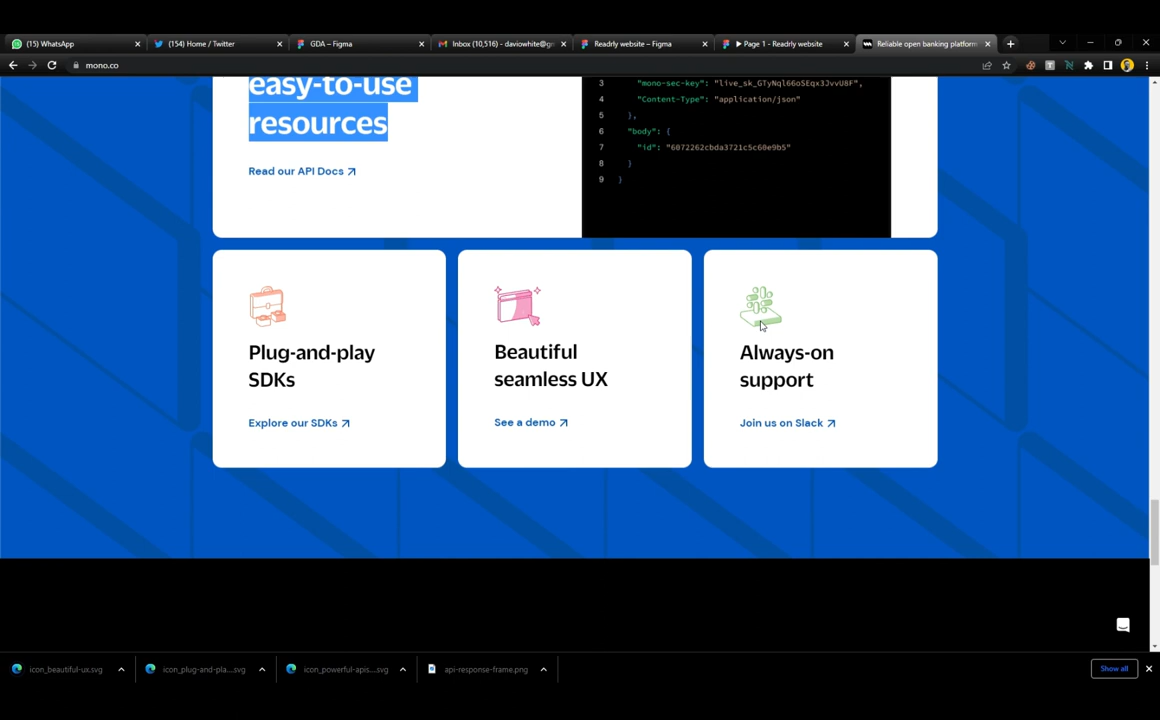 (15) WhatsApp
(154) Home / Twitter
GDA – Figma
Inbox (10,516) - daviowhite@gm
Readrly website – Figma
▶ Page 1 - Readrly website
Reliable open banking platform
mono.co
easy-to-use
resources
Read our API Docs
3 "mono-sec-key": "live_sk_GTyNql66o5Eqx3JvvU8F",
4 "Content-Type": "application/json"
5 },
6 "body": {
7 "id": "6072262cbda3721c5c60e9b5"
8 }
9 }
Plug-and-play
SDKs
Explore our SDKs
Beautiful
seamless UX
See a demo
Always-on
support
Join us on Slack
icon_beautiful-ux.svg
icon_plug-and-pla....svg
icon_powerful-apis....svg
api-response-frame.png
Show all